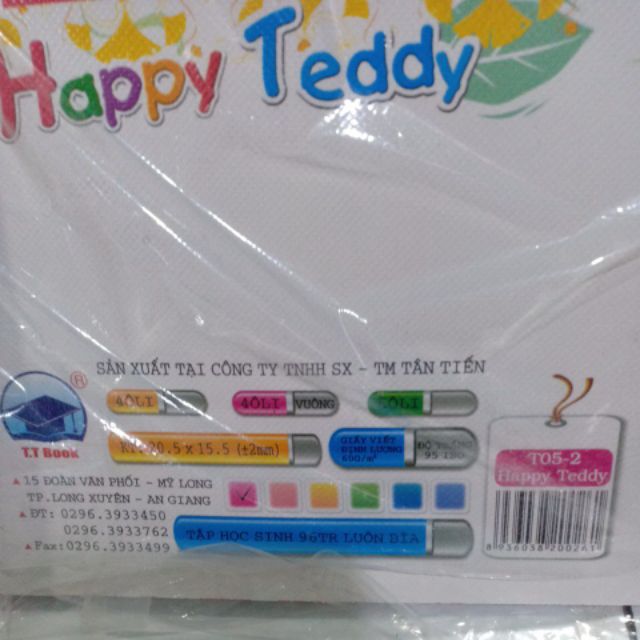 Happy Teddy
SẢN XUẤT TẠI CÔNG TY TNHH SX - TM TÂN TIẾN
®
4ÔLI
4ÔLI VUÔNG
5ÔLI
T.T Book
KT: 20.5 x 15.5 (±2mm)
GIẤY VIẾT
ĐỊNH LƯỢNG
60G/m²
ĐỘ TRẮNG
95 ISO
T05-2
Happy Teddy
15 ĐOÀN VĂN PHỐI - MỸ LONG
TP.LONG XUYÊN - AN GIANG
ĐT: 0296.3933450
0296.3933762
Fax: 0296.3933499
TẬP HỌC SINH 96TR LUÔN BÌA